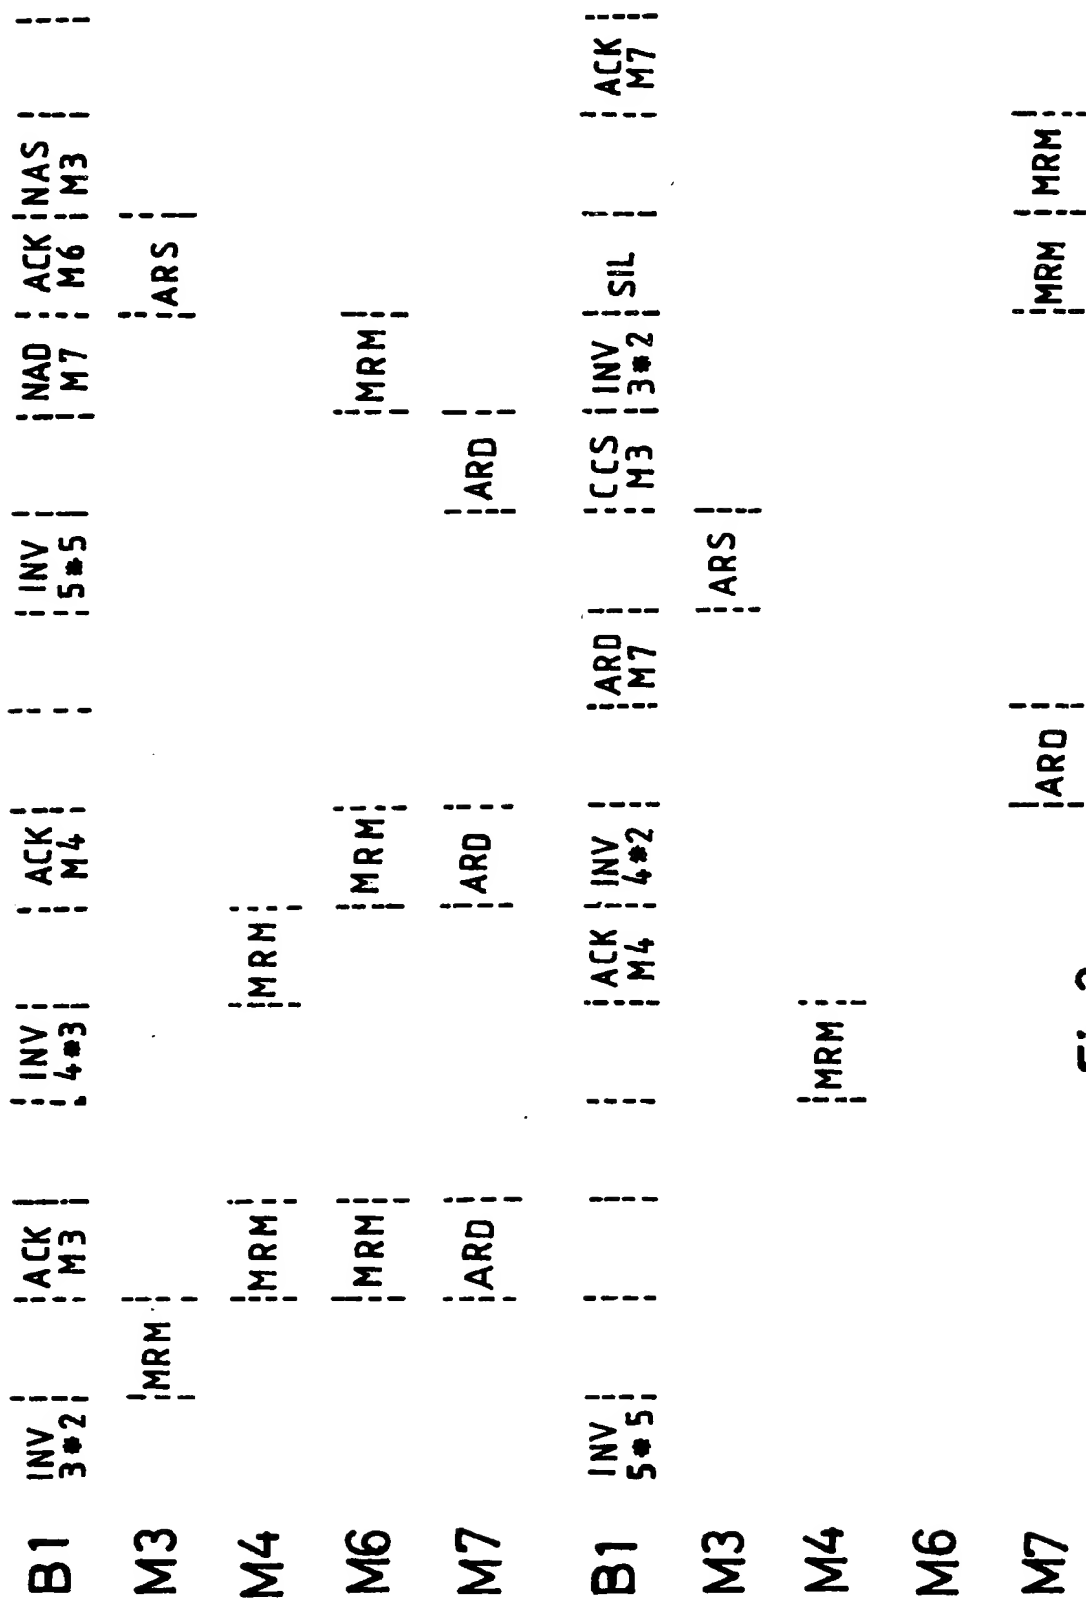 B1 INV ACK INV ACK INV NAD ACK NAS
3*2 M3 4*3 M4 5*5 M7 M6 M3
M3 MRM ARS
M4 MRM MRM
M6 MRM MRM MRM
M7 ARD ARD ARD
B1 INV ACK INV ARD CCS INV SIL ACK
5*5 M4 4*2 M7 M3 3*2 M7
M3 ARS
M4 MRM
M6
M7 ARD MRM MRM